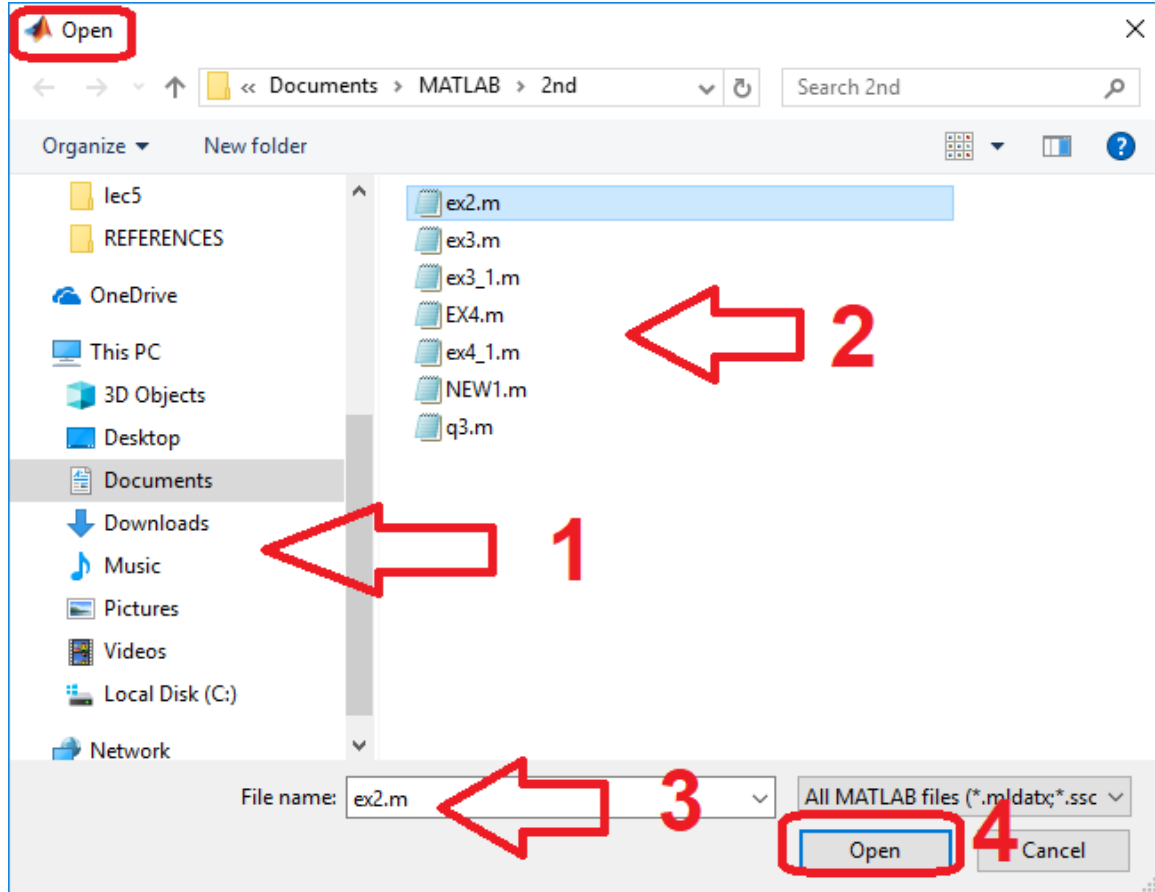 Open
« Documents > MATLAB > 2nd
Search 2nd
Organize
New folder
lec5
REFERENCES
OneDrive
This PC
3D Objects
Desktop
Documents
Downloads
Music
Pictures
Videos
Local Disk (C:)
Network
1
ex2.m
ex3.m
ex3_1.m
EX4.m
ex4_1.m
NEW1.m
q3.m
2
File name: ex2.m
3
All MATLAB files (*.mldatx;*.ssc
Open
4
Cancel